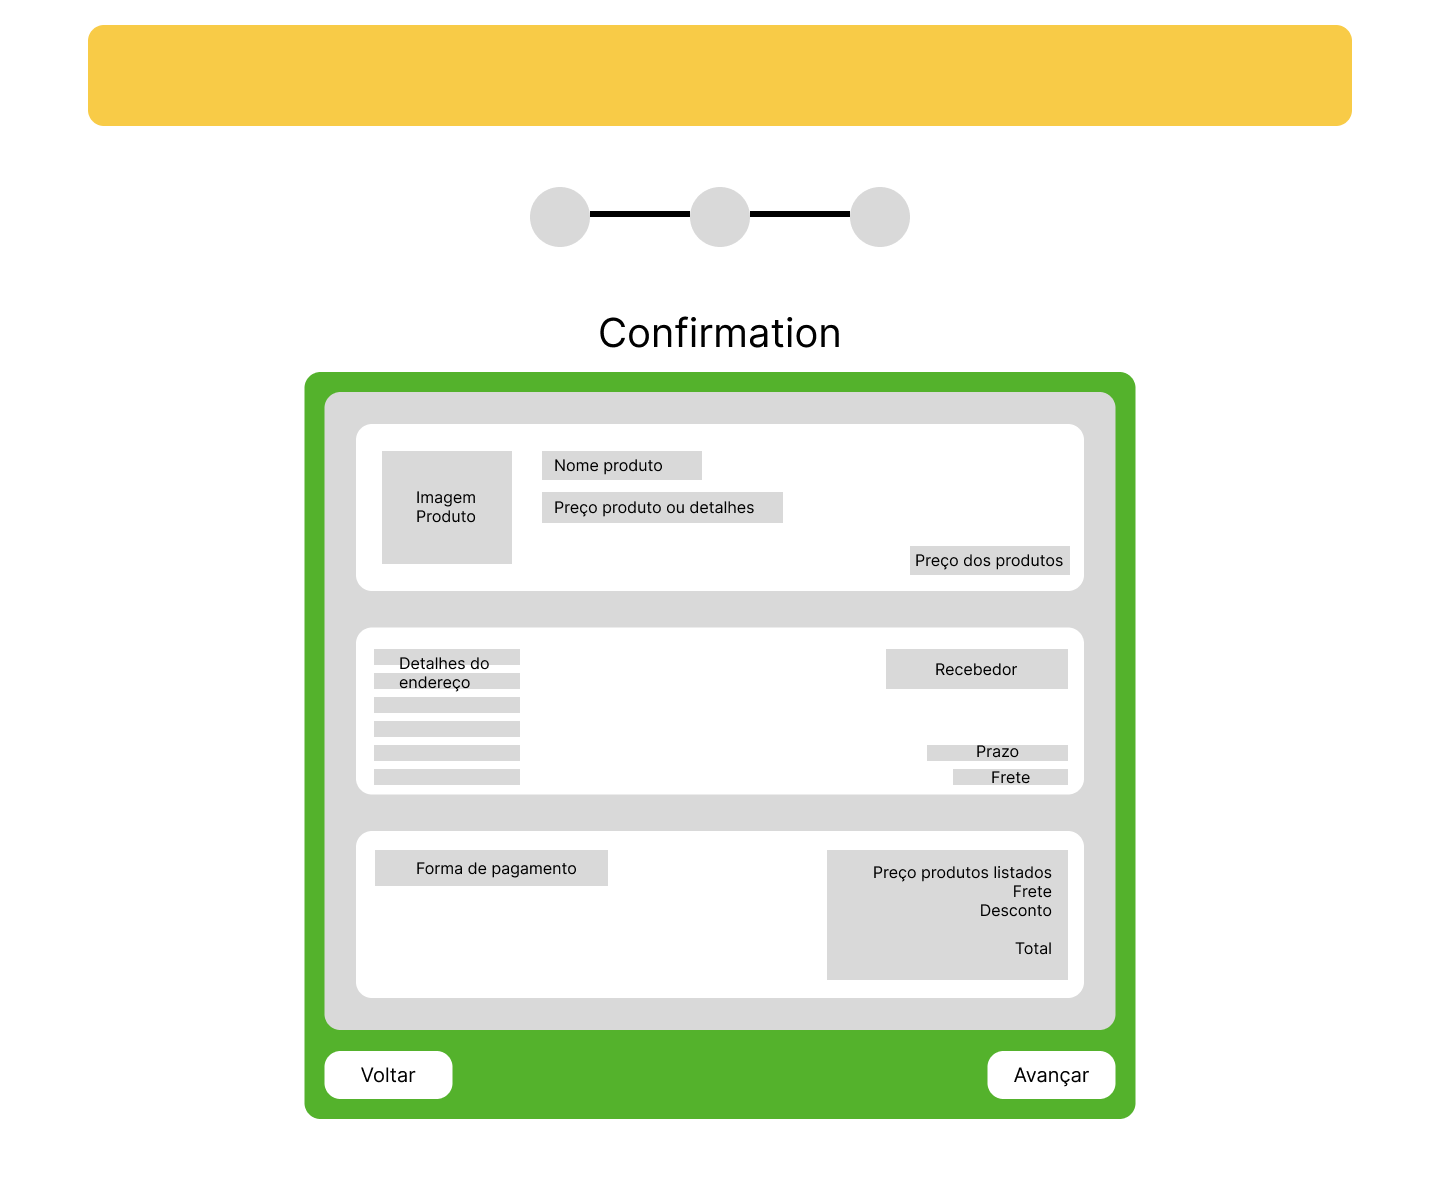 Confirmation
Imagem
Produto
Nome produto
Preço produto ou detalhes
Preço dos produtos
Detalhes do
endereço
Recebedor
Prazo
Frete
Forma de pagamento
Preço produtos listados
Frete
Desconto
Total
Voltar
Avançar